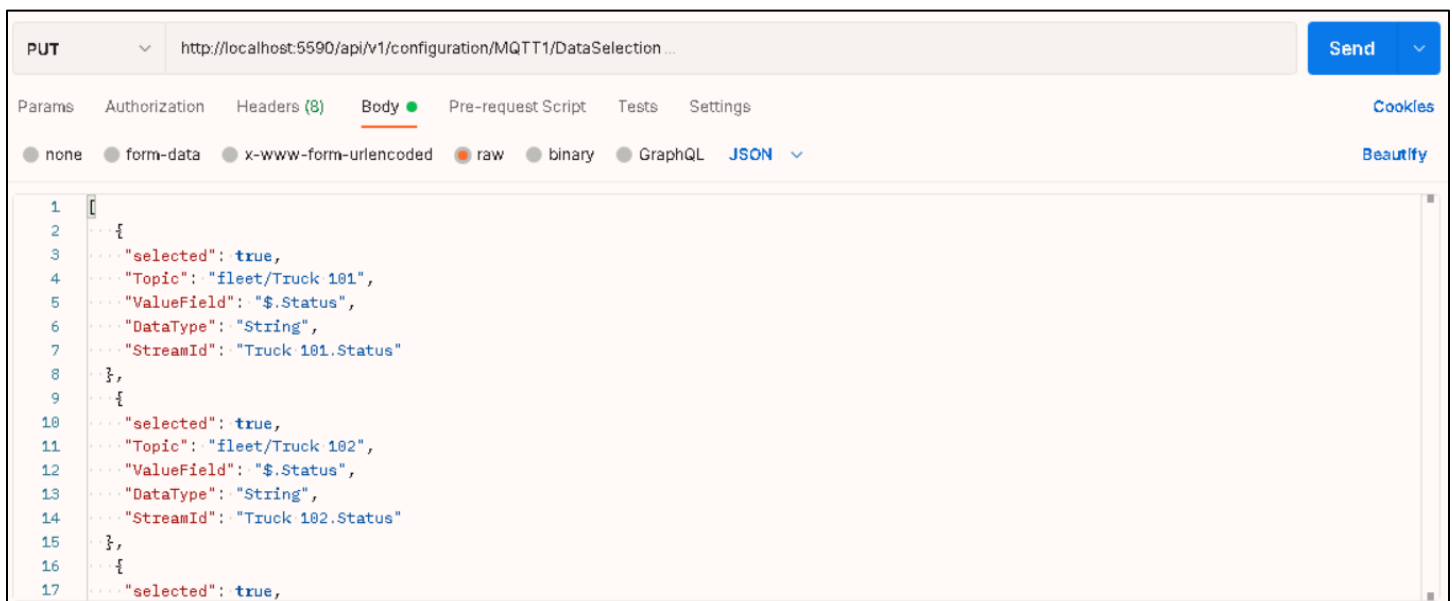 PUT http://localhost:5590/api/v1/configuration/MQTT1/DataSelection ... Send
Params Authorization Headers (8) Body Pre-request Script Tests Settings Cookies
none form-data x-www-form-urlencoded raw binary GraphQL JSON Beautify
1 [
2 {
3 "selected": true,
4 "Topic": "fleet/Truck 101",
5 "ValueField": "$.Status",
6 "DataType": "String",
7 "StreamId": "Truck 101.Status"
8 },
9 {
10 "selected": true,
11 "Topic": "fleet/Truck 102",
12 "ValueField": "$.Status",
13 "DataType": "String",
14 "StreamId": "Truck 102.Status"
15 },
16 {
17 "selected": true,